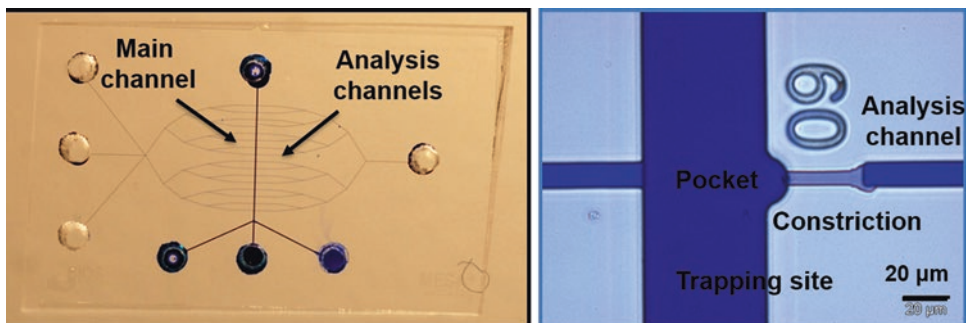 Main
channel
Analysis
channels
60
Analysis
channel
Pocket
Constriction
Trapping site
20 µm
20 µm